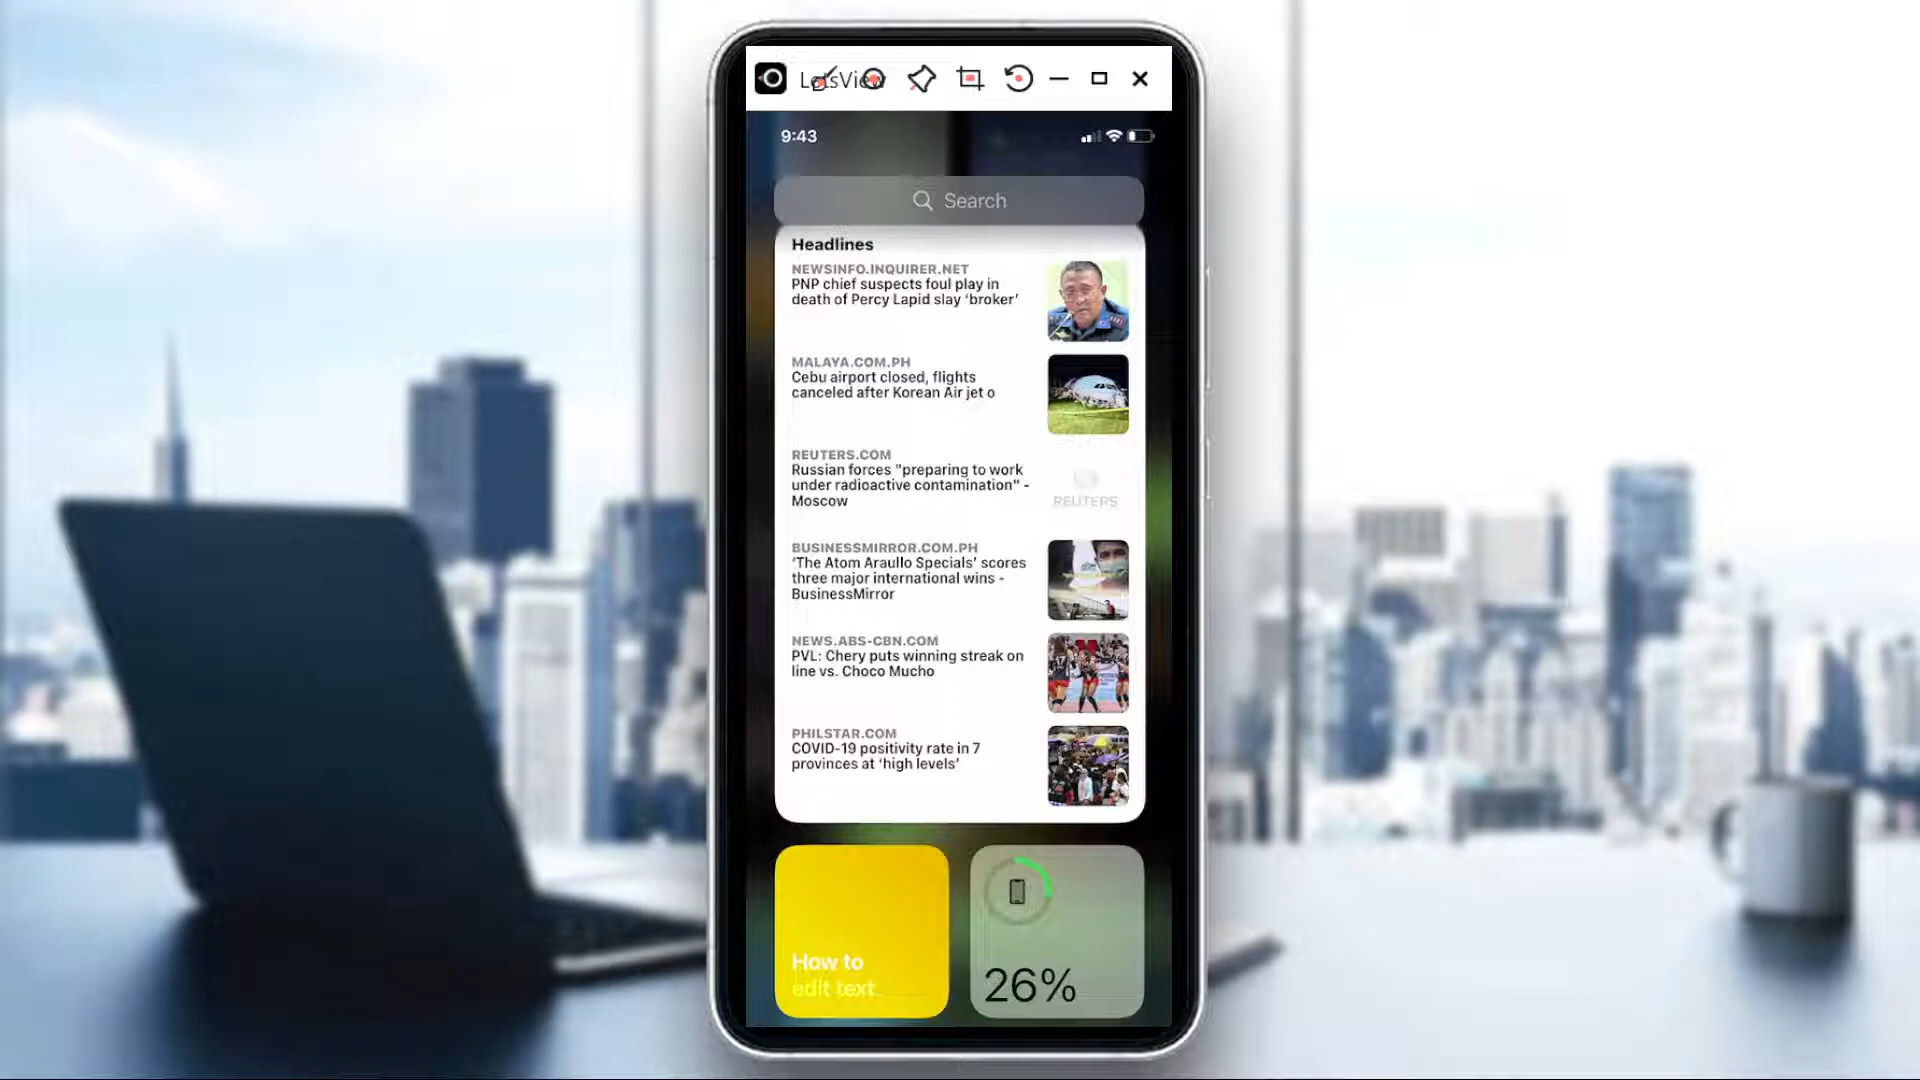 LetsView
9:43
Search
Headlines
NEWSINFO.INQUIRER.NET
PNP chief suspects foul play in
death of Percy Lapid slay ‘broker’
MALAYA.COM.PH
Cebu airport closed, flights
canceled after Korean Air jet o
REUTERS.COM
Russian forces "preparing to work
under radioactive contamination" -
Moscow
REUTERS
BUSINESSMIRROR.COM.PH
‘The Atom Araullo Specials’ scores
three major international wins -
BusinessMirror
NEWS.ABS-CBN.COM
PVL: Chery puts winning streak on
line vs. Choco Mucho
PHILSTAR.COM
COVID-19 positivity rate in 7
provinces at ‘high levels’
How to
edit text
26%